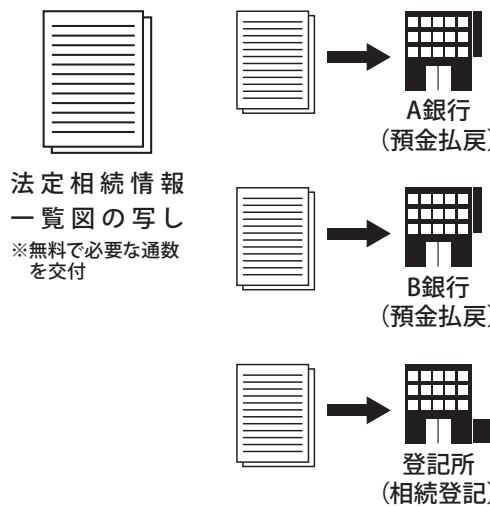 法定相続情報
一覧図の写し
※無料で必要な通数
を交付
A銀行
（預金払戻）
B銀行
（預金払戻）
登記所
（相続登記）